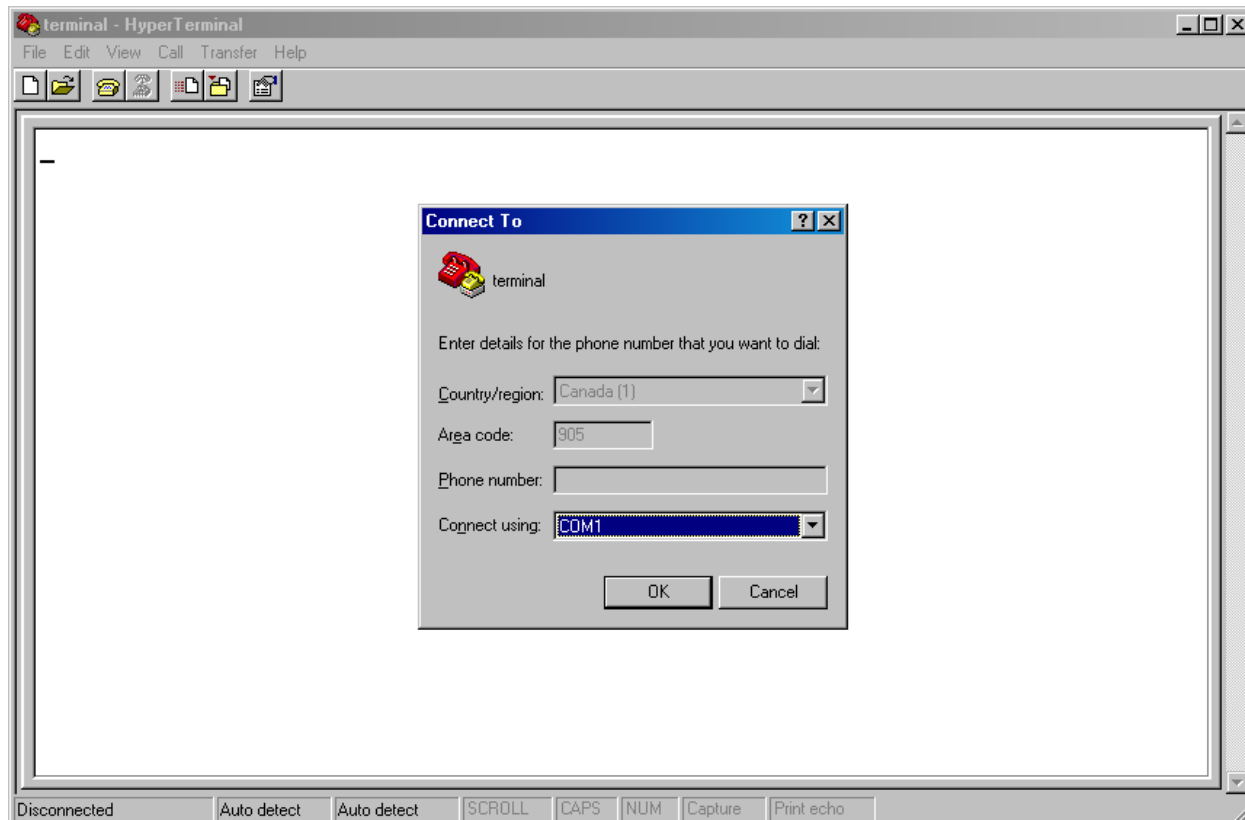 terminal - HyperTerminal
File Edit View Call Transfer Help
Connect To
terminal
Enter details for the phone number that you want to dial:
Country/region: Canada (1)
Area code: 905
Phone number:
Connect using: COM1
OK Cancel
Disconnected Auto detect Auto detect SCROLL CAPS NUM Capture Print echo